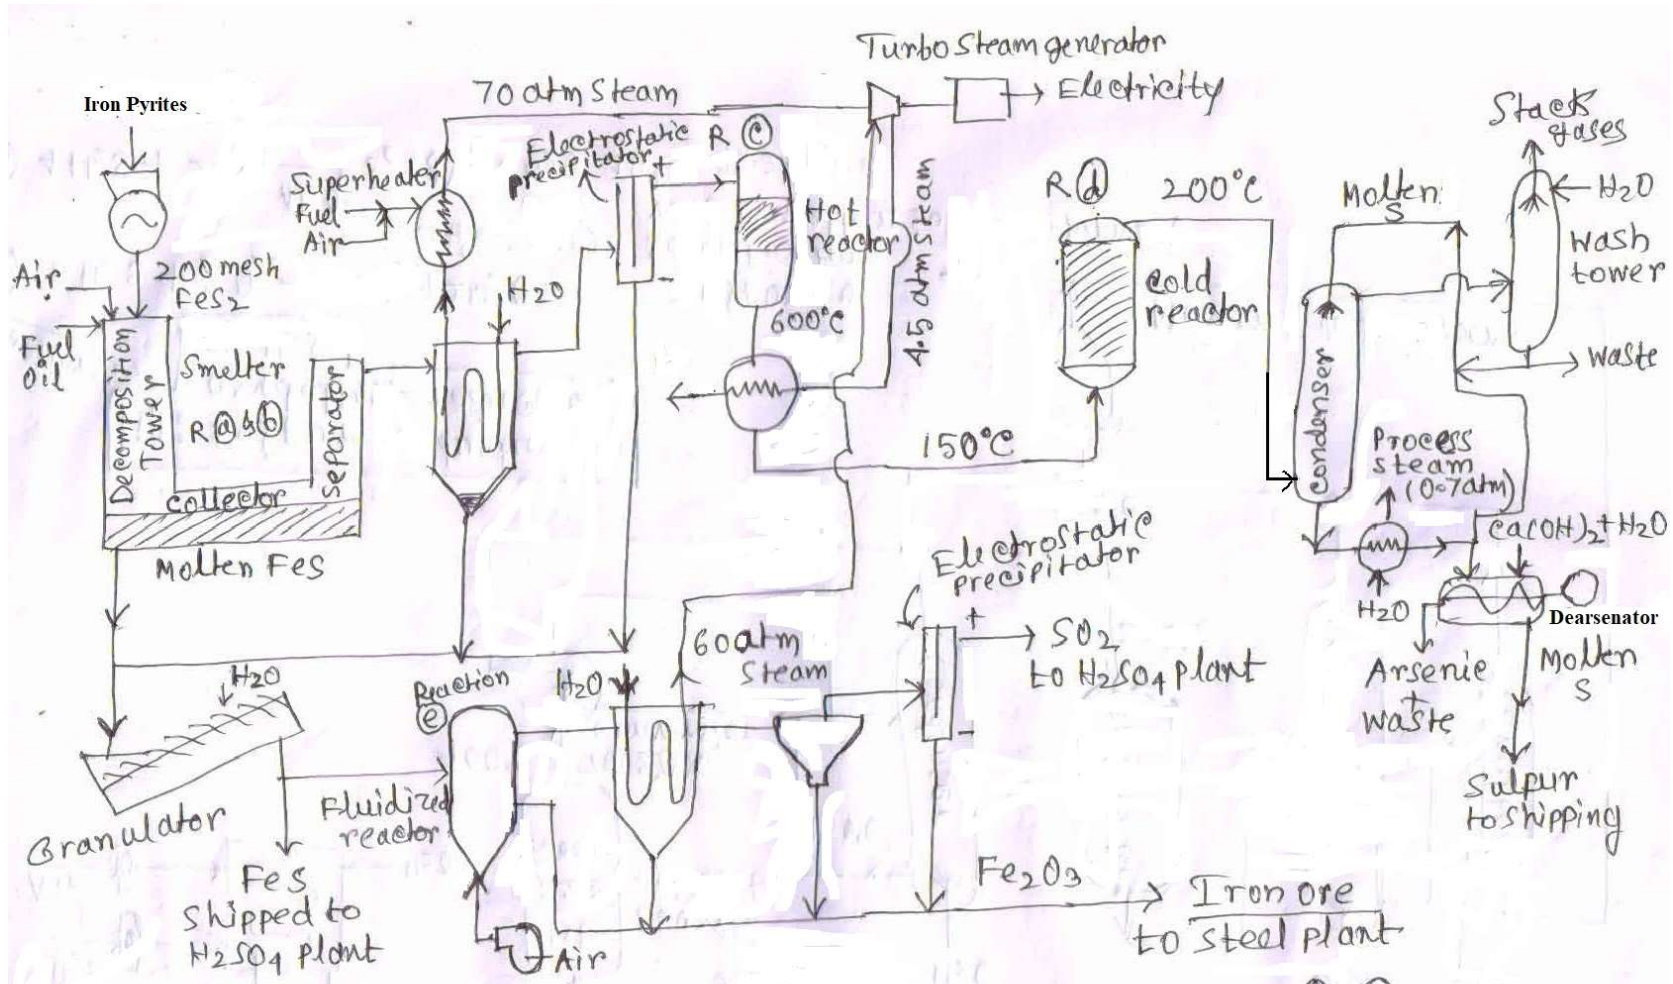 Turbo Steam generator
70 atm Steam
Electricity
Iron Pyrites
Electrostatic
precipitator
+
-
R ⓒ
Stack
gases
Superheater
Fuel
Air
Hot
reactor
4.5 atm steam
R ⓓ
200°C
Molten
S
H2O
Wash
tower
Air
200 mesh
FeS2
H2O
600°C
Cold
reactor
Fuel
Oil
Decomposition
Tower
Smelter
R ⓐ & ⓑ
Separator
Collector
Waste
150°C
Condenser
Process
steam
(0.7 atm)
Molten FeS
Electrostatic
precipitator
Ca(OH)2 + H2O
H2O
Dearsenator
+
-
SO2
to H2SO4 plant
60 atm
Steam
Arsenie
+
waste
Molten
S
H2O
Reaction
ⓔ
H2O
Granulator
Fluidized
reactor
Sulpur
to shipping
FeS
Shipped to
H2SO4 plant
Fe2O3
Iron ore
to steel plant
Air